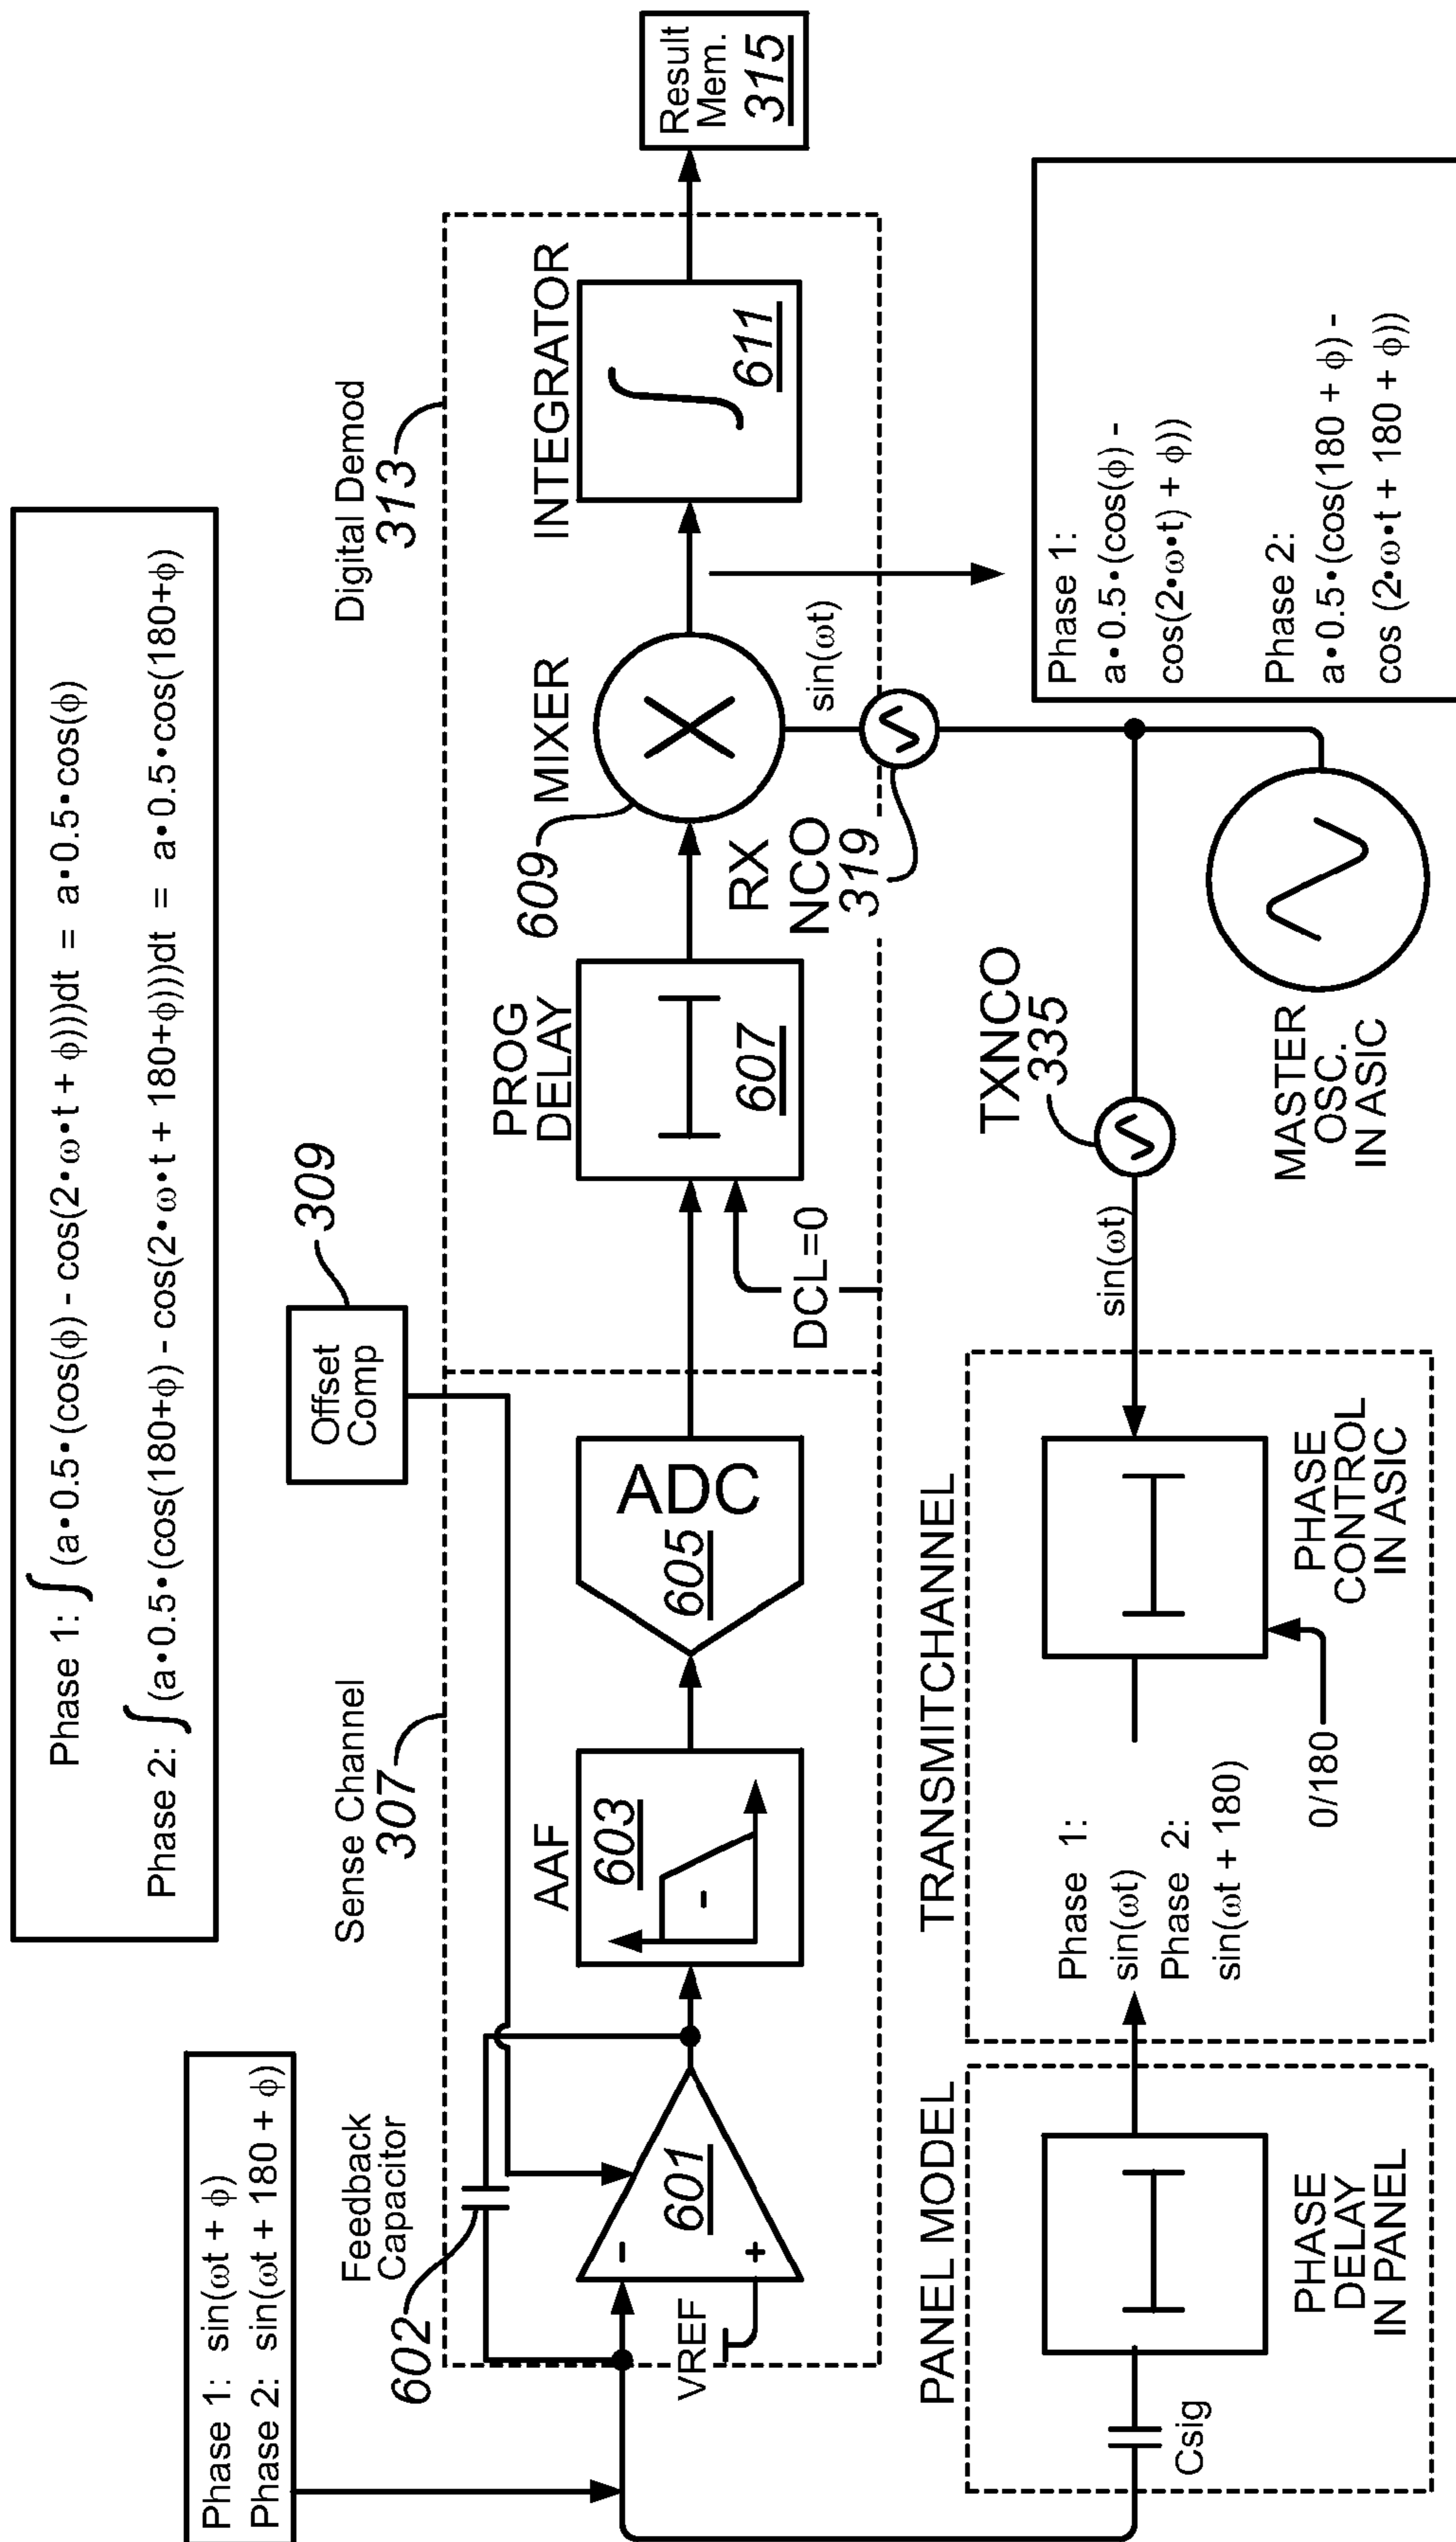 Phase 1: ∫ (a•0.5•(cos(ϕ) - cos(2•ω•t + ϕ)))dt = a•0.5•cos(ϕ)
Phase 2: ∫ (a•0.5•(cos(180+ϕ) - cos(2•ω•t + 180+ϕ)))dt = a•0.5•cos(180+ϕ)
Phase 1: sin(ωt + ϕ)
Phase 2: sin(ωt + 180 + ϕ)
Offset
Comp
309
Sense Channel
307
Digital Demod
313
Feedback
Capacitor
602
VREF
-
+
601
AAF
603
-
ADC
605
PROG
DELAY
607
DCL=0
MIXER
609
sin(ωt)
RX
NCO
319
INTEGRATOR
∫
611
Result
Mem.
315
PANEL MODEL
Csig
PHASE
DELAY
IN PANEL
TRANSMITCHANNEL
Phase 1:
sin(ωt)
Phase 2:
sin(ωt + 180)
0/180
PHASE
CONTROL
IN ASIC
sin(ωt)
TXNCO
335
MASTER
OSC.
IN ASIC
Phase 1:
a•0.5•(cos(ϕ) -
cos(2•ω•t) + ϕ))
Phase 2:
a•0.5•(cos(180 + ϕ) -
cos (2•ω•t + 180 + ϕ))